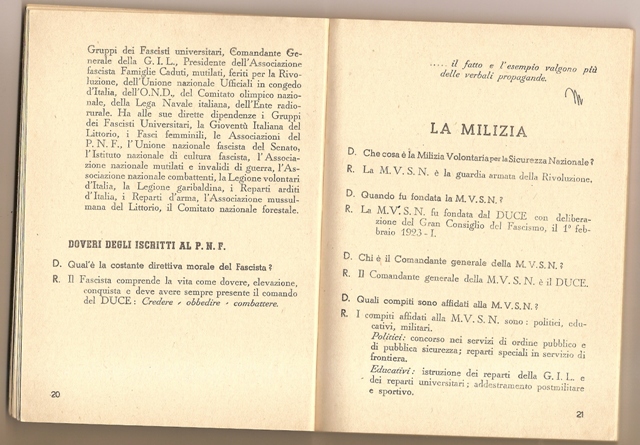 Gruppi dei Fascisti universitari, Comandante Ge-
nerale della G. I. L., Presidente dell'Associazione
fascista Famiglie Caduti, mutilati, feriti per la Rivo-
luzione, dell'Unione nazionale Ufficiali in congedo
d'Italia, dell'O.N.D., del Comitato olimpico nazio-
nale, della Lega Navale italiana, dell'Ente radio-
rurale. Ha alle sue dirette dipendenze i Gruppi
dei Fascisti Universitari, la Gioventù Italiana del
Littorio, i Fasci femminili, le Associazioni del
P. N. F., l'Unione nazionale fascista del Senato,
l'Istituto nazionale di cultura fascista, l'Associa-
zione nazionale mutilati e invalidi di guerra, l'As-
sociazione nazionale combattenti, la Legione volontari
d'Italia, la Legione garibaldina, i Reparti arditi
d'Italia, i Reparti d'arma, l'Associazione mussul-
mana del Littorio, il Comitato nazionale forestale.
DOVERI DEGLI ISCRITTI AL P. N. F.
D. Qual'è la costante direttiva morale del Fascista?
R. Il Fascista comprende la vita come dovere, elevazione,
conquista e deve avere sempre presente il comando
del DUCE: Credere - obbedire - combattere.
20
..... il fatto e l'esempio valgono più
delle verbali propagande.
M
LA MILIZIA
D. Che cosa è la Milizia Volontaria per la Sicurezza Nazionale?
R. La M. V. S. N. è la guardia armata della Rivoluzione.
D. Quando fu fondata la M. V. S. N.?
R. La M. V. S. N. fu fondata dal DUCE con delibera-
zione del Gran Consiglio del Fascismo, il 1º feb-
braio 1923 - I.
D. Chi è il Comandante generale della M. V. S. N.?
R. Il Comandante generale della M. V. S. N. è il DUCE.
D. Quali compiti sono affidati alla M. V. S. N.?
R. I compiti affidati alla M. V. S. N. sono: politici, edu-
cativi, militari.
Politici: concorso nei servizi di ordine pubblico e
di pubblica sicurezza; reparti speciali in servizio di
frontiera.
Educativi: istruzione dei reparti della G. I. L. e
dei reparti universitari; addestramento postmilitare
e sportivo.
21